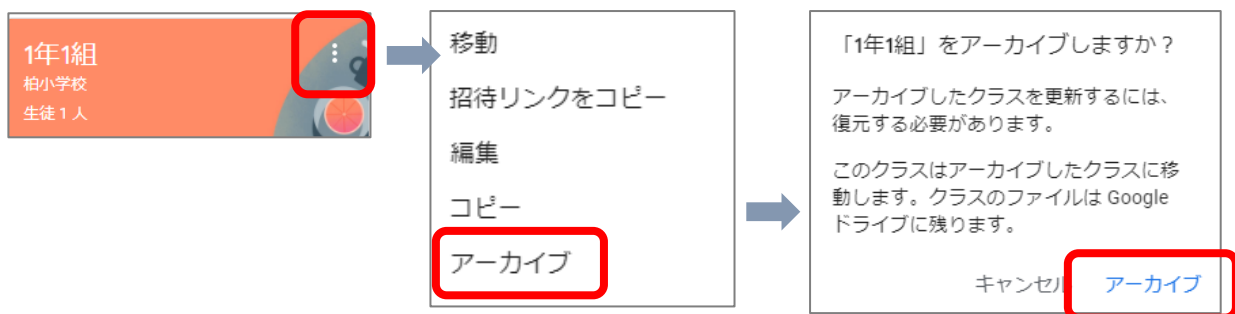 1年1組
柏小学校
生徒 1 人
移動
招待リンクをコピー
編集
コピー
アーカイブ
「1年1組」をアーカイブしますか？
アーカイブしたクラスを更新するには、
復元する必要があります。
このクラスはアーカイブしたクラスに移
動します。クラスのファイルは Google
ドライブに残ります。
キャンセル アーカイブ